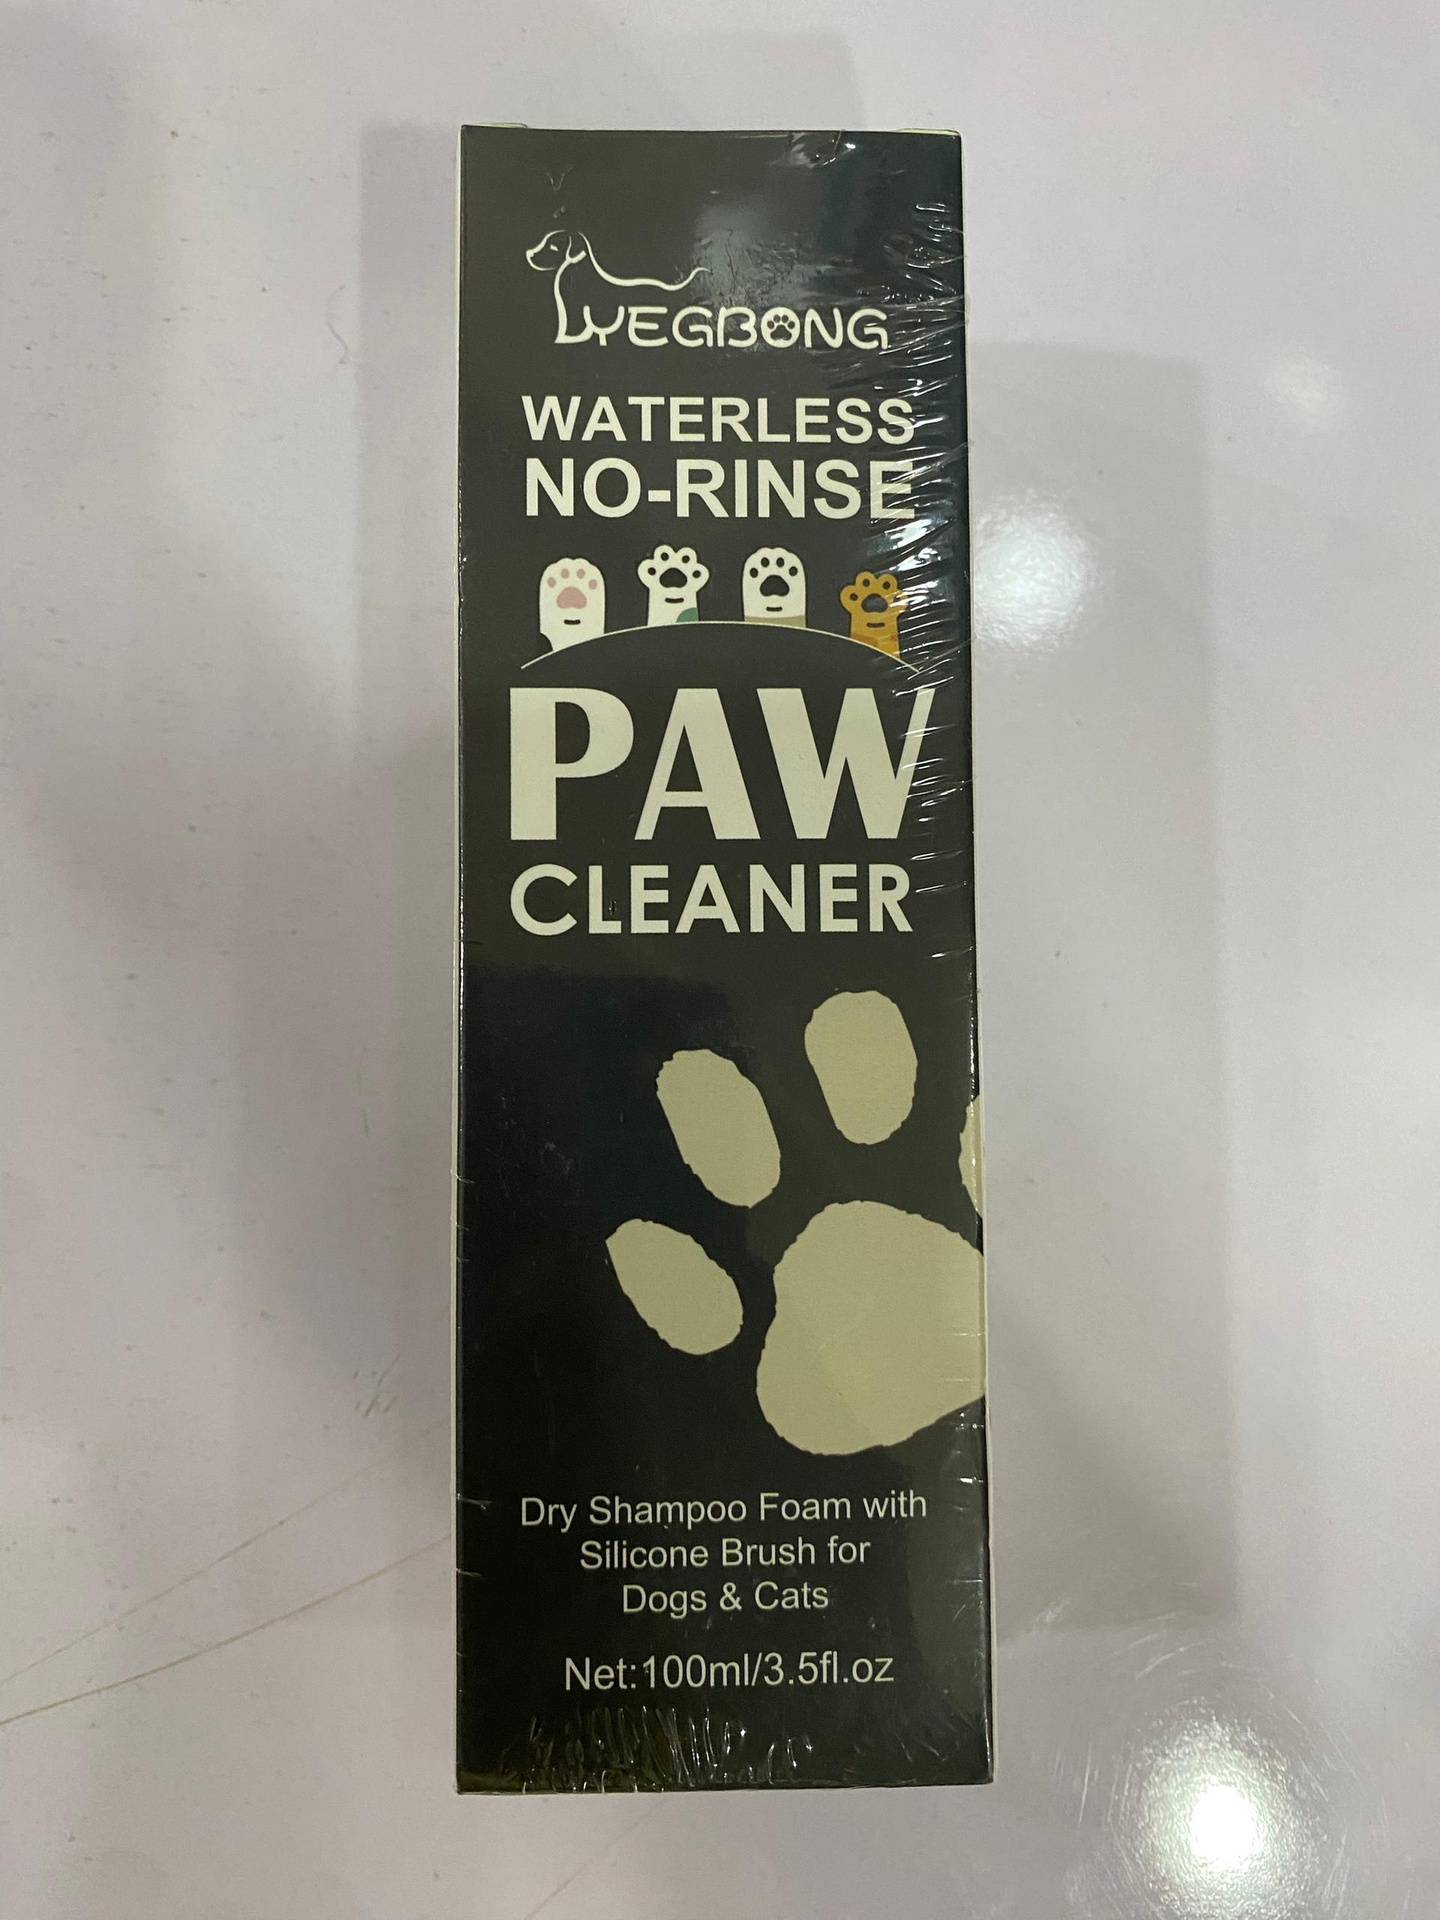 LYEGBONG
WATERLESS
NO-RINSE
PAW
CLEANER
Dry Shampoo Foam with
Silicone Brush for
Dogs & Cats
Net:100ml/3.5fl.oz